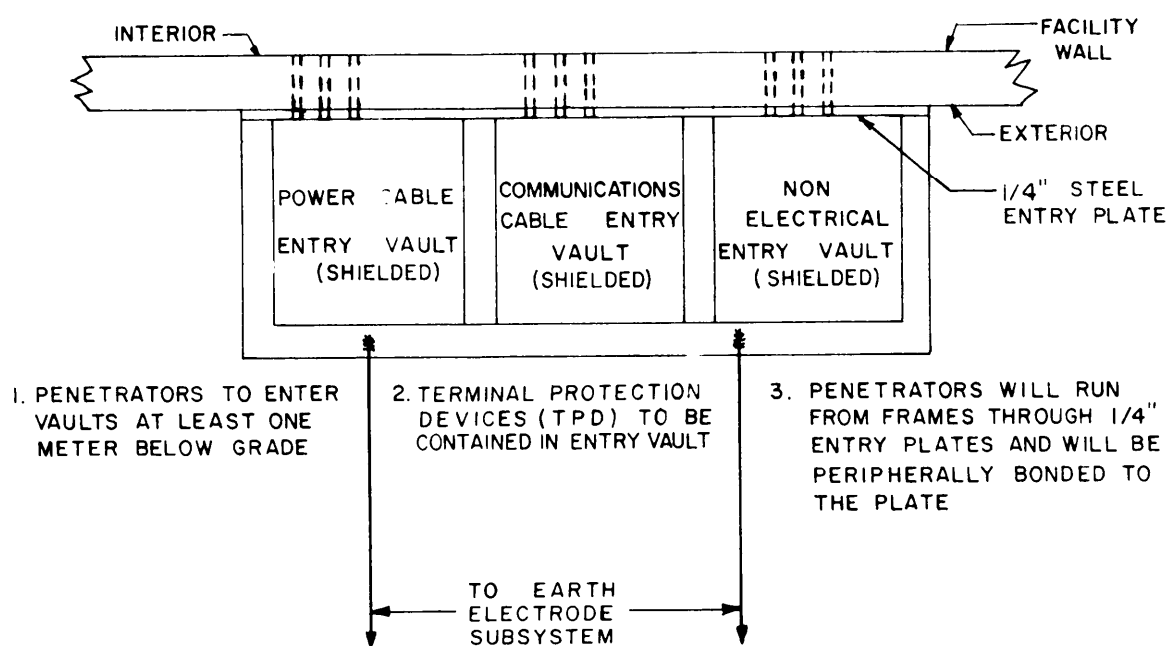 INTERIOR
FACILITY
WALL
EXTERIOR
1/4" STEEL
ENTRY PLATE
POWER CABLE
ENTRY VAULT
(SHIELDED)
COMMUNICATIONS
CABLE ENTRY
VAULT
(SHIELDED)
NON
ELECTRICAL
ENTRY VAULT
(SHIELDED)
1. PENETRATORS TO ENTER
VAULTS AT LEAST ONE
METER BELOW GRADE
2. TERMINAL PROTECTION
DEVICES (TPD) TO BE
CONTAINED IN ENTRY VAULT
3. PENETRATORS WILL RUN
FROM FRAMES THROUGH 1/4"
ENTRY PLATES AND WILL BE
PERIPHERALLY BONDED TO
THE PLATE
TO EARTH
ELECTRODE
SUBSYSTEM